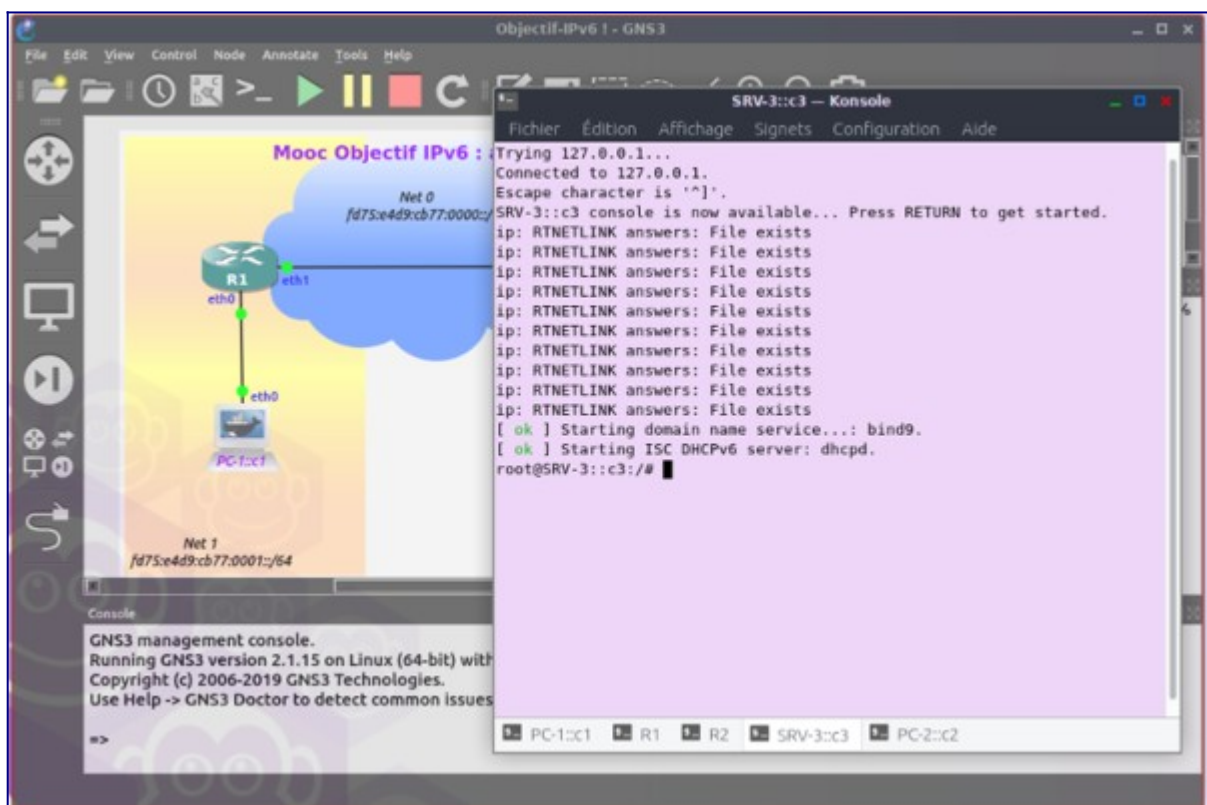 Objectif-IPv6 ! - GNS3
File Edit View Control Node Annotate Tools Help
Mooc Objectif IPv6 :
Net 0
fd75:e4d9:cb77:0000::/
R1
eth1
eth0
eth0
PC-1::c1
Net 1
fd75:e4d9:cb77:0001::/64
Console
GNS3 management console.
Running GNS3 version 2.1.15 on Linux (64-bit) with
Copyright (c) 2006-2019 GNS3 Technologies.
Use Help -> GNS3 Doctor to detect common issues
=>
SRV-3::c3 — Konsole
Fichier Édition Affichage Signets Configuration Aide
Trying 127.0.0.1...
Connected to 127.0.0.1.
Escape character is '^]'.
SRV-3::c3 console is now available... Press RETURN to get started.
ip: RTNETLINK answers: File exists
ip: RTNETLINK answers: File exists
ip: RTNETLINK answers: File exists
ip: RTNETLINK answers: File exists
ip: RTNETLINK answers: File exists
ip: RTNETLINK answers: File exists
ip: RTNETLINK answers: File exists
ip: RTNETLINK answers: File exists
ip: RTNETLINK answers: File exists
ip: RTNETLINK answers: File exists
[ ok ] Starting domain name service...: bind9.
[ ok ] Starting ISC DHCPv6 server: dhcpd.
root@SRV-3::c3:/#
PC-1::c1 R1 R2 SRV-3::c3 PC-2::c2